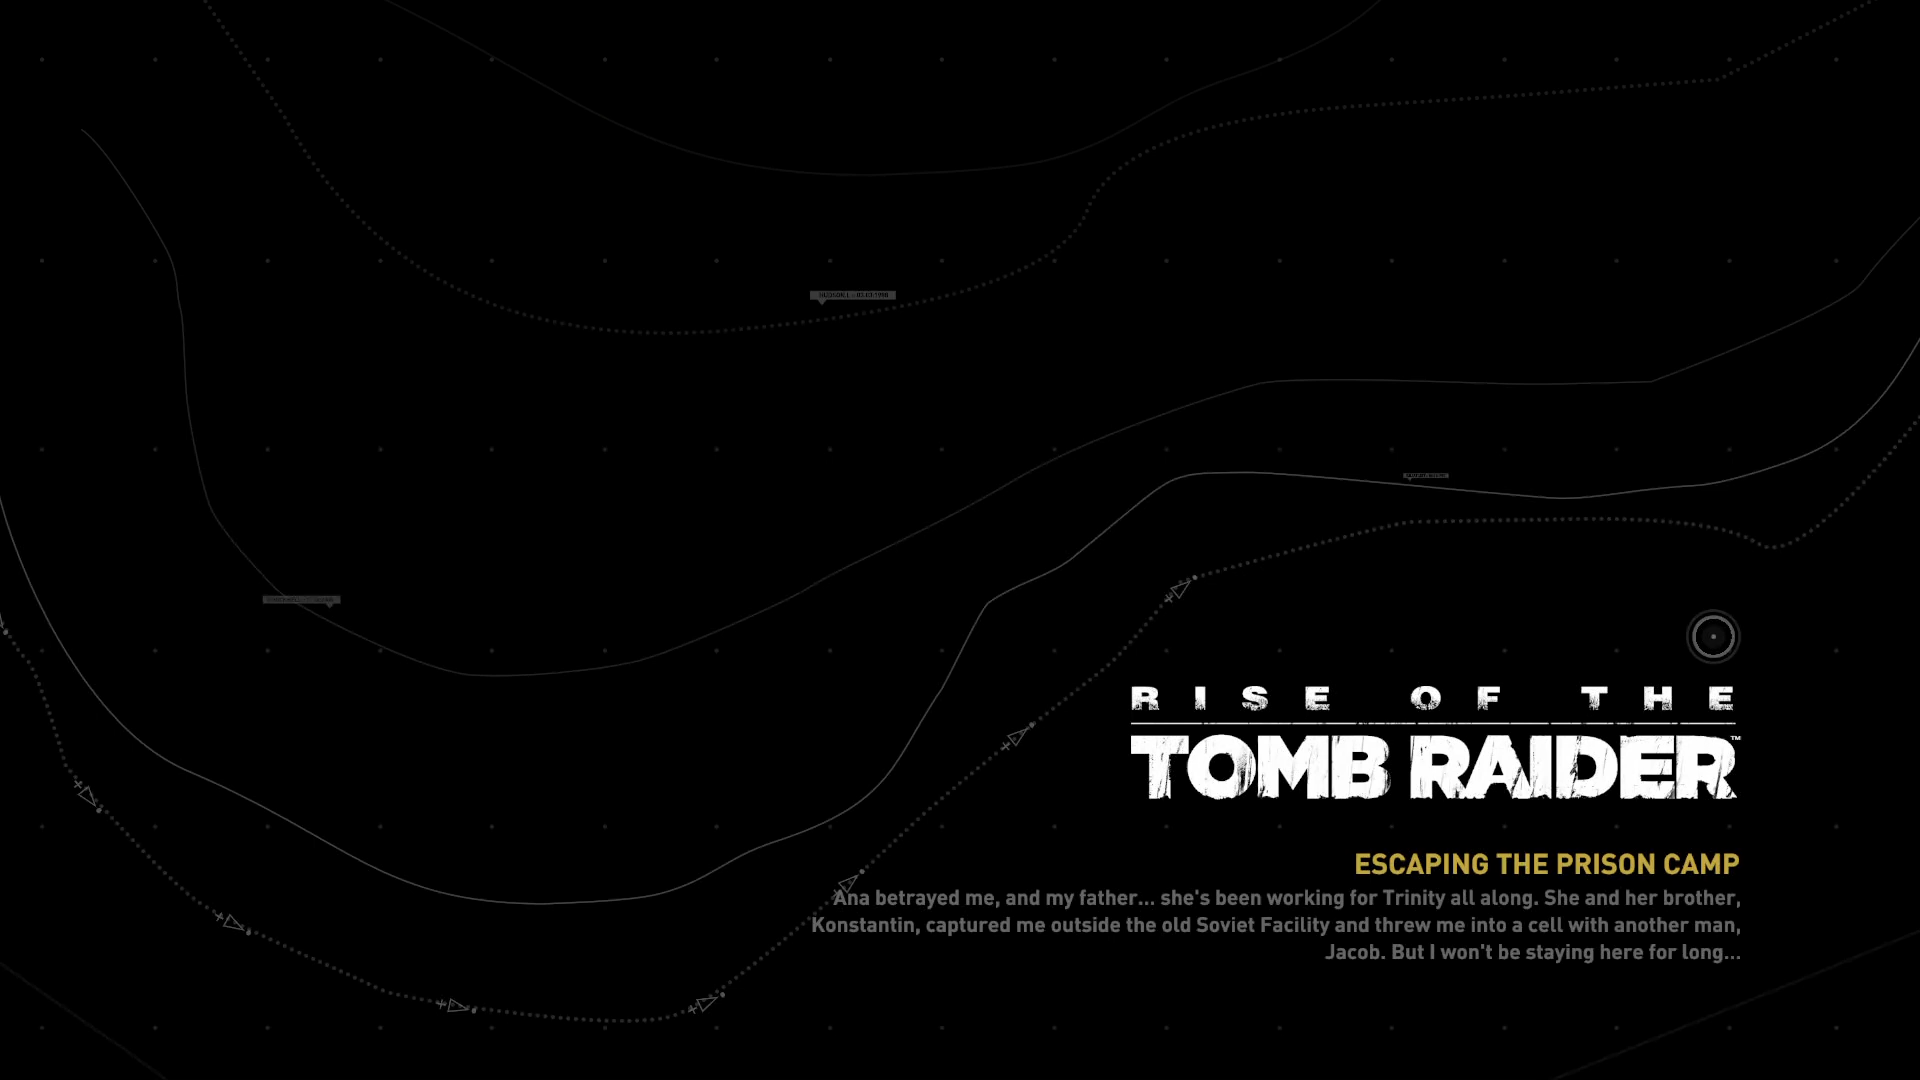 RISE OF THE
TOMB RAIDER™
ESCAPING THE PRISON CAMP
Ana betrayed me, and my father... she's been working for Trinity all along. She and her brother,
Konstantin, captured me outside the old Soviet Facility and threw me into a cell with another man,
Jacob. But I won't be staying here for long...